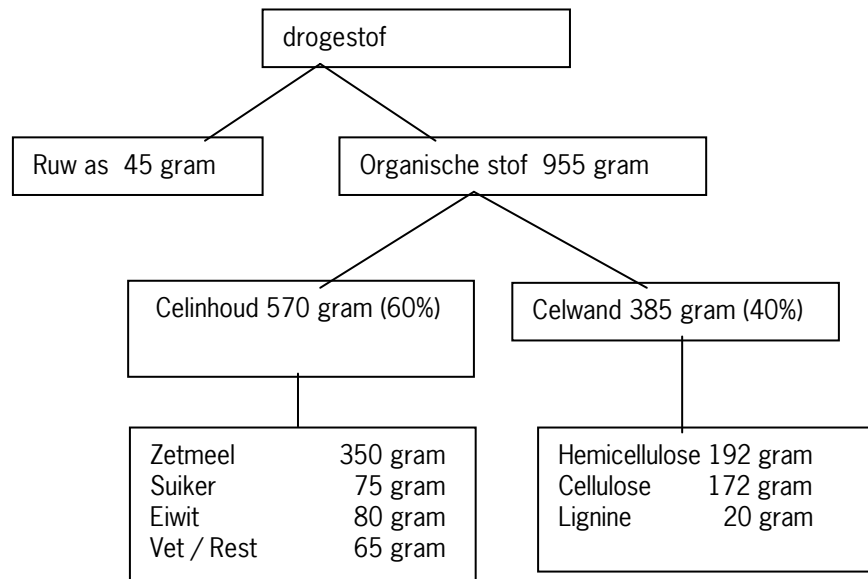 drogestof
Ruw as 45 gram
Organische stof 955 gram
Celinhoud 570 gram (60%)
Celwand 385 gram (40%)
Zetmeel 350 gram
Suiker 75 gram
Eiwit 80 gram
Vet / Rest 65 gram
Hemicellulose 192 gram
Cellulose 172 gram
Lignine 20 gram